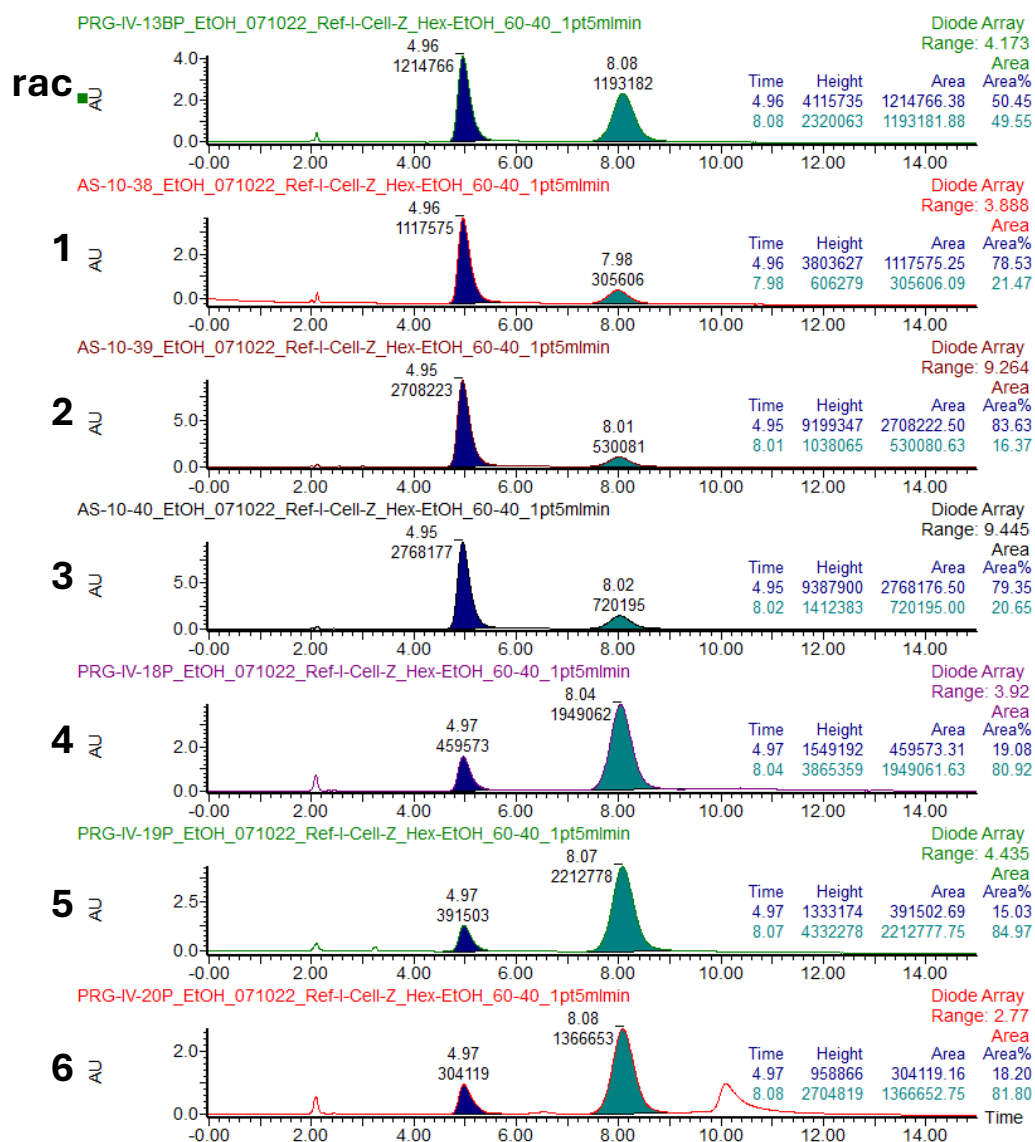 PRG-IV-13BP_EtOH_071022_Ref-I-Cell-Z_Hex-EtOH_60-40_1pt5mlmin
Diode Array
Range: 4.173
Area
rac.
AU
4.0
2.0
0.0
4.96
1214766
8.08
1193182
Time Height Area Area%
4.96 4115735 1214766.38 50.45
8.08 2320063 1193181.88 49.55
-0.00 2.00 4.00 6.00 8.00 10.00 12.00 14.00
AS-10-38_EtOH_071022_Ref-I-Cell-Z_Hex-EtOH_60-40_1pt5mlmin
Diode Array
Range: 3.888
Area
1
AU
2.0
0.0
4.96
1117575
7.98
305606
Time Height Area Area%
4.96 3803627 1117575.25 78.53
7.98 606279 305606.09 21.47
-0.00 2.00 4.00 6.00 8.00 10.00 12.00 14.00
AS-10-39_EtOH_071022_Ref-I-Cell-Z_Hex-EtOH_60-40_1pt5mlmin
Diode Array
Range: 9.264
Area
2
AU
5.0
0.0
4.95
2708223
8.01
530081
Time Height Area Area%
4.95 9199347 2708222.50 83.63
8.01 1038065 530080.63 16.37
-0.00 2.00 4.00 6.00 8.00 10.00 12.00 14.00
AS-10-40_EtOH_071022_Ref-I-Cell-Z_Hex-EtOH_60-40_1pt5mlmin
Diode Array
Range: 9.445
Area
3
AU
5.0
0.0
4.95
2768177
8.02
720195
Time Height Area Area%
4.95 9387900 2768176.50 79.35
8.02 1412383 720195.00 20.65
-0.00 2.00 4.00 6.00 8.00 10.00 12.00 14.00
PRG-IV-18P_EtOH_071022_Ref-I-Cell-Z_Hex-EtOH_60-40_1pt5mlmin
Diode Array
Range: 3.92
Area
4
AU
2.0
0.0
4.97
459573
8.04
1949062
Time Height Area Area%
4.97 1549192 459573.31 19.08
8.04 3865359 1949061.63 80.92
-0.00 2.00 4.00 6.00 8.00 10.00 12.00 14.00
PRG-IV-19P_EtOH_071022_Ref-I-Cell-Z_Hex-EtOH_60-40_1pt5mlmin
Diode Array
Range: 4.435
Area
5
AU
2.5
0.0
4.97
391503
8.07
2212778
Time Height Area Area%
4.97 1333174 391502.69 15.03
8.07 4332278 2212777.75 84.97
-0.00 2.00 4.00 6.00 8.00 10.00 12.00 14.00
PRG-IV-20P_EtOH_071022_Ref-I-Cell-Z_Hex-EtOH_60-40_1pt5mlmin
Diode Array
Range: 2.77
Area
6
AU
2.0
0.0
4.97
304119
8.08
1366653
Time Height Area Area%
4.97 958866 304119.16 18.20
8.08 2704819 1366652.75 81.80
Time
-0.00 2.00 4.00 6.00 8.00 10.00 12.00 14.00